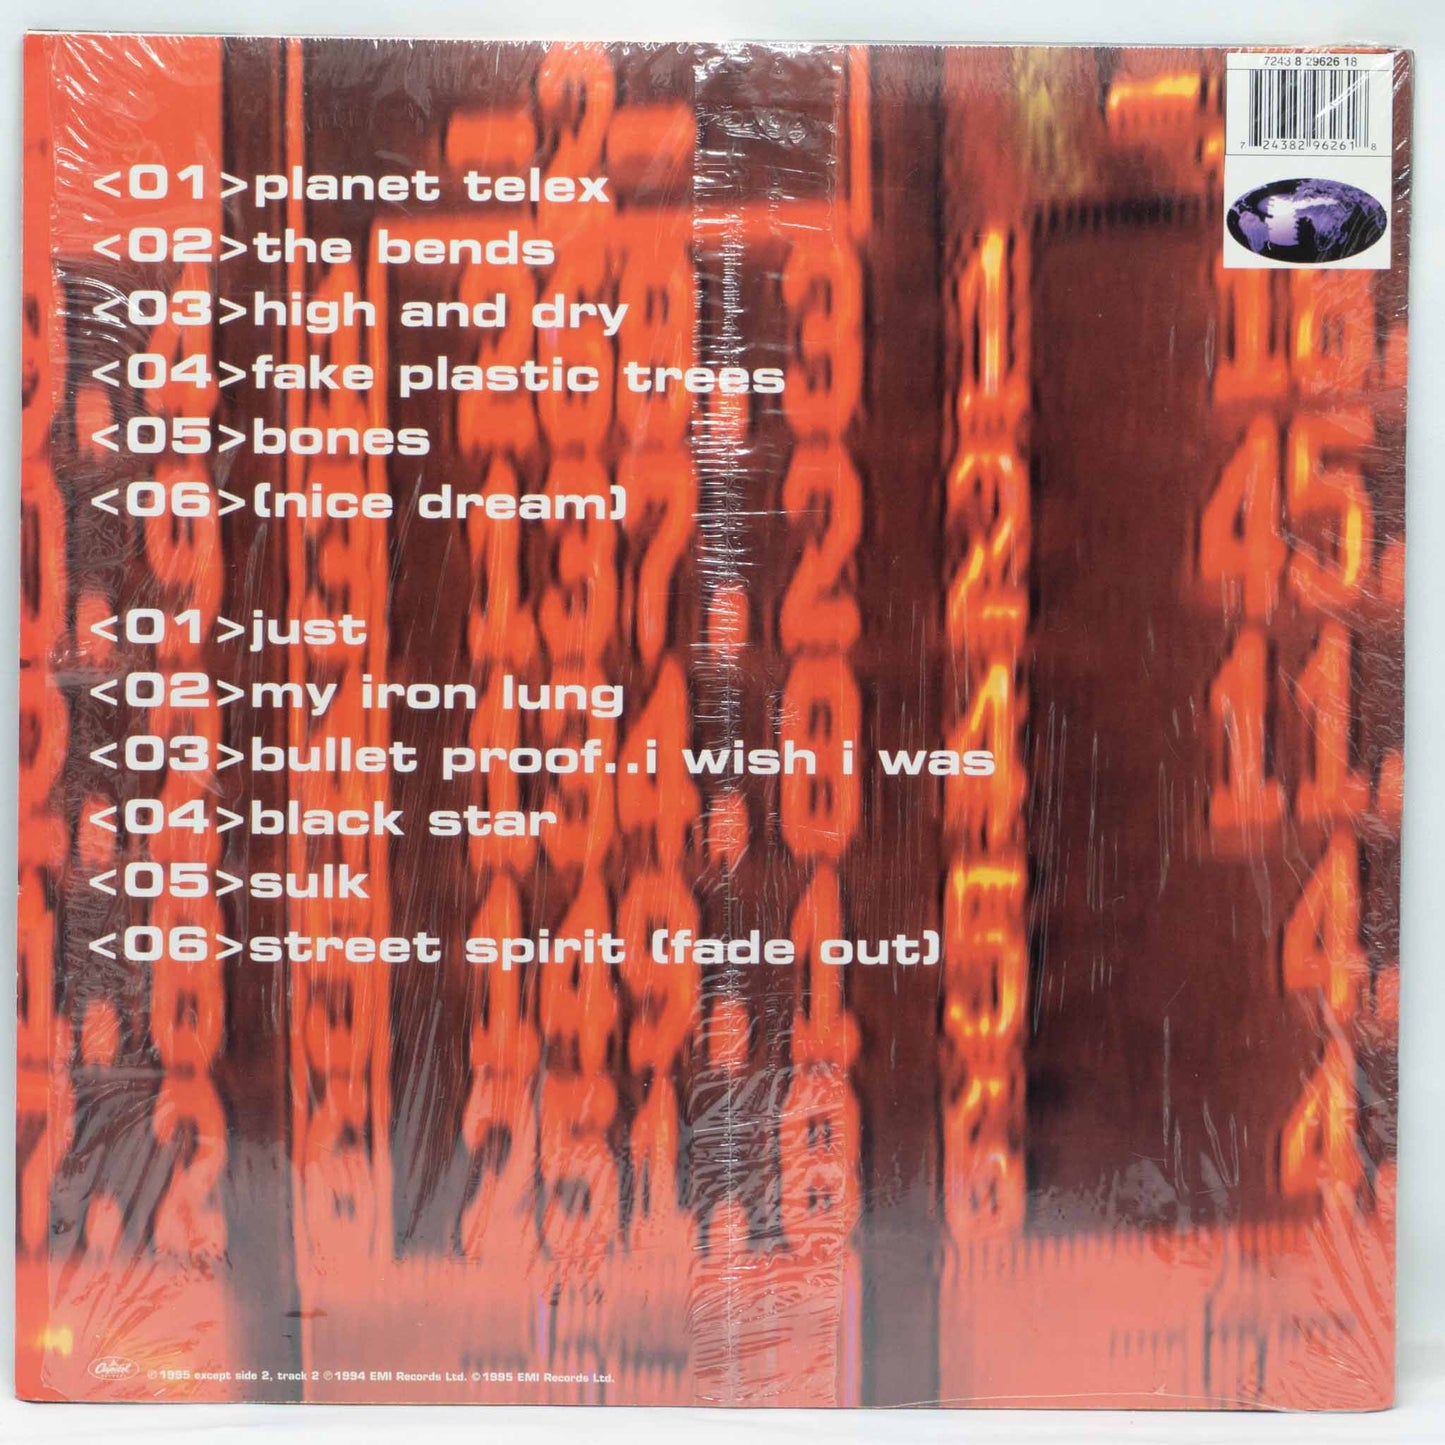 7243 8 29626 18
7 24382 96261 8
<01>planet telex
<02>the bends
<03>high and dry
<04>fake plastic trees
<05>bones
<06>(nice dream)
<01>just
<02>my iron lung
<03>bullet proof..i wish i was
<04>black star
<05>sulk
<06>street spirit (fade out)
Capitol
℗1995 except side 2, track 2 ℗1994 EMI Records Ltd. ©1995 EMI Records Ltd.